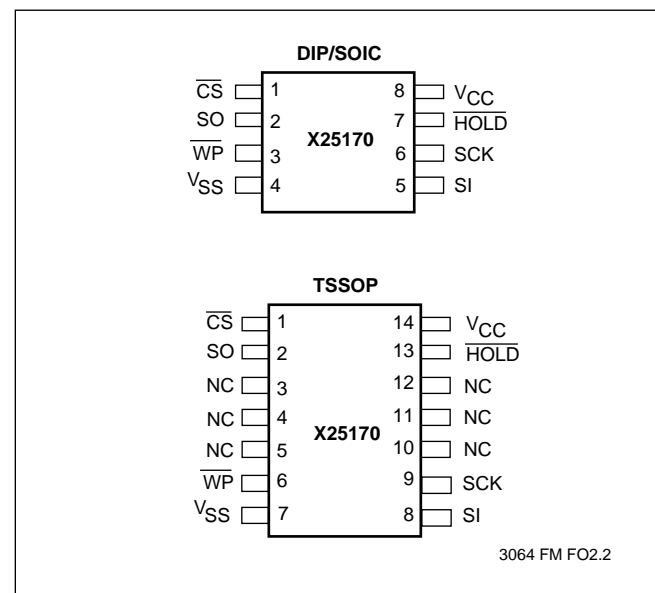 DIP/SOIC
CS 1 8 VCC
SO 2 7 HOLD
X25170
WP 3 6 SCK
VSS 4 5 SI
TSSOP
CS 1 14 VCC
SO 2 13 HOLD
NC 3 12 NC
NC 4 11 NC
X25170
NC 5 10 NC
WP 6 9 SCK
VSS 7 8 SI
3064 FM FO2.2